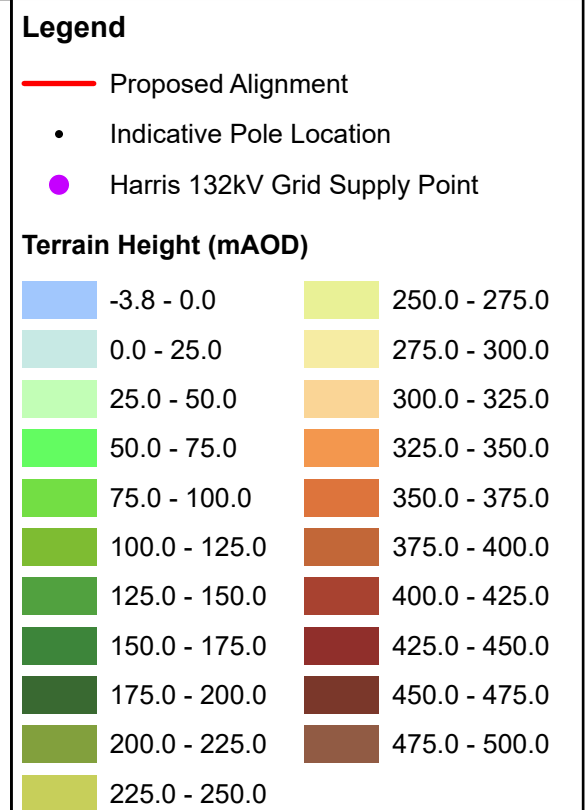 Legend
Proposed Alignment
Indicative Pole Location
Harris 132kV Grid Supply Point
Terrain Height (mAOD)
-3.8 - 0.0
0.0 - 25.0
25.0 - 50.0
50.0 - 75.0
75.0 - 100.0
100.0 - 125.0
125.0 - 150.0
150.0 - 175.0
175.0 - 200.0
200.0 - 225.0
225.0 - 250.0
250.0 - 275.0
275.0 - 300.0
300.0 - 325.0
325.0 - 350.0
350.0 - 375.0
375.0 - 400.0
400.0 - 425.0
425.0 - 450.0
450.0 - 475.0
475.0 - 500.0